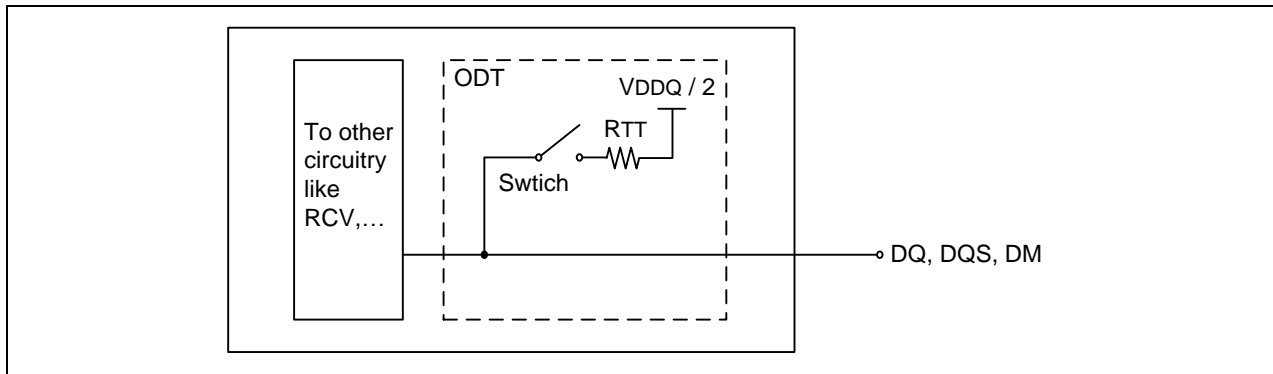 ODT
VDDQ / 2
RTT
Swtich
To other
circuitry
like
RCV,…
DQ, DQS, DM